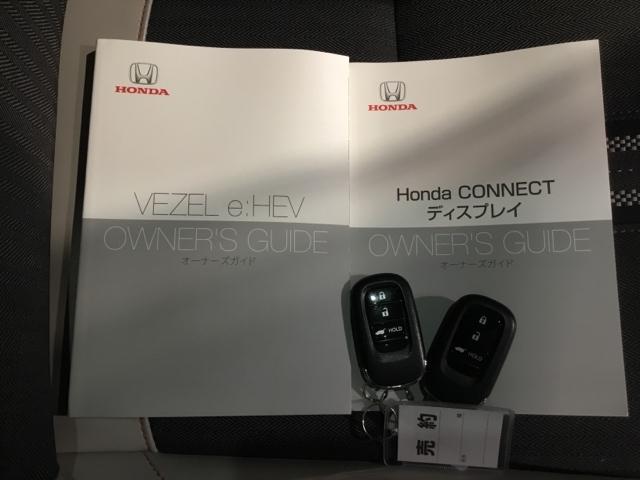 HONDA
VEZEL e:HEV
OWNER'S GUIDE
オーナーズガイド
HONDA
Honda CONNECT
ディスプレイ
OWNER'S GUIDE
オーナーズガイド
HOLD
HOLD
売約